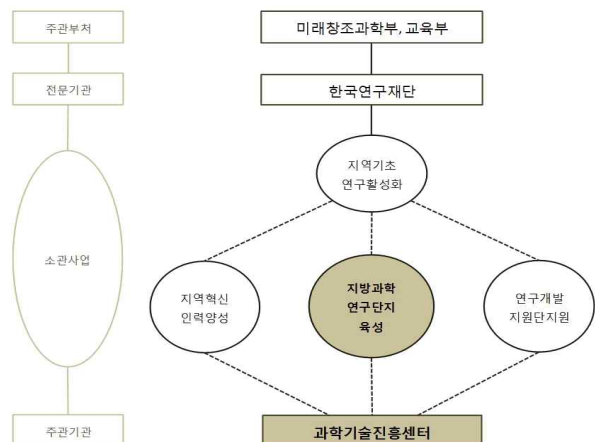 주관부처
미래창조과학부, 교육부
전문기관
한국연구재단
지역기초
연구활성화
소관사업
지역혁신
인력양성
지방과학
연구단지
육성
연구개발
지원단지원
주관기관
과학기술진흥센터